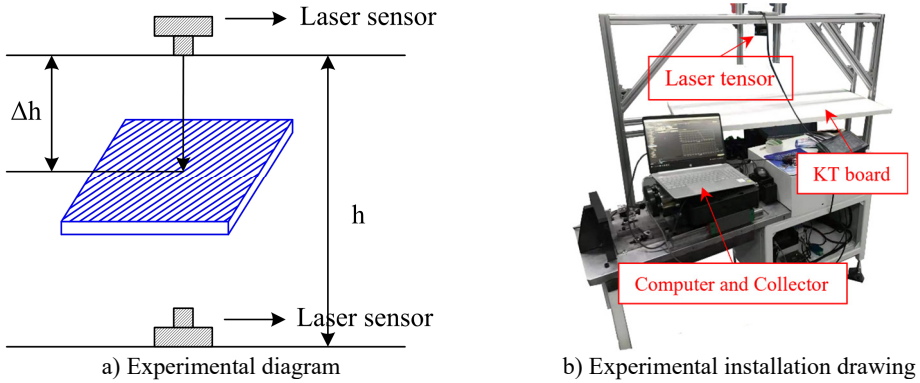 Laser sensor
Δh
h
Laser sensor
a) Experimental diagram
Laser tensor
KT board
Computer and Collector
b) Experimental installation drawing